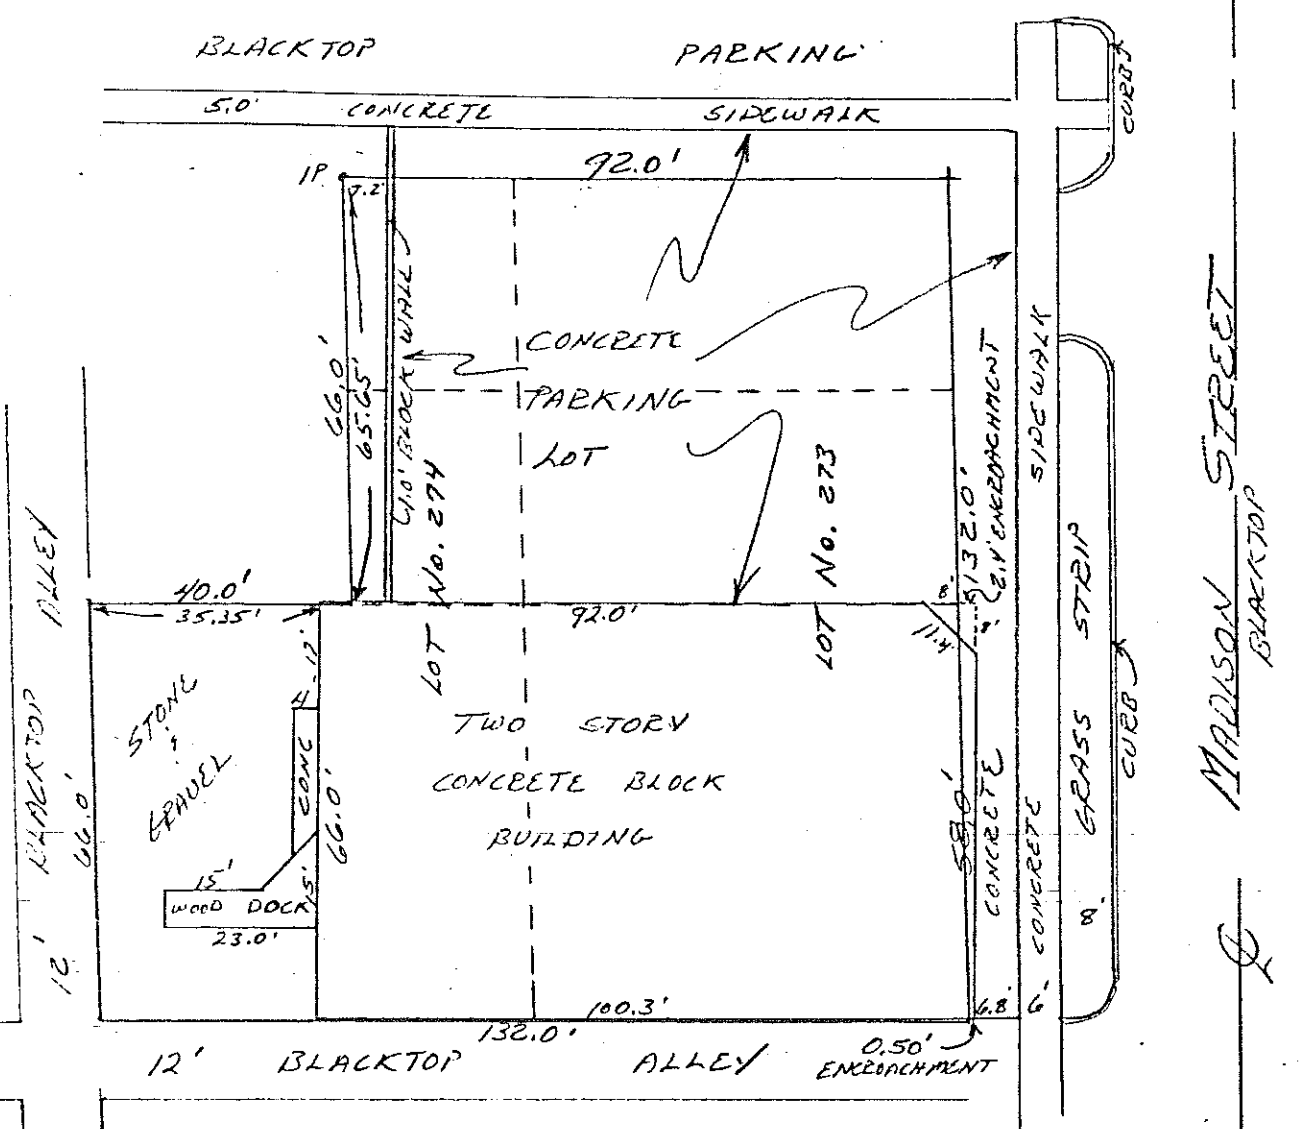 BLACKTOP PARKING
5.0' CONCRETE SIDEWALK
CURB
IP
7.2'
92.0'
66.0'
65.65'
1.0' BLOCK WALL
CONCRETE
PARKING
LOT
LOT No. 274
LOT No. 273
132.0'
2.4' ENCROACHMENT
SIDEWALK
MADISON STREET
BLACKTOP
40.0'
35.35'
92.0'
8'
8'
11.4'
12' BLACKTOP ALLEY
66.0'
STONE
&
GRAVEL
17'
4
CONC
66.0'
15'
15'
WOOD DOCK
23.0'
TWO STORY
CONCRETE BLOCK
BUILDING
58.0'
CONCRETE
CONCRETE
8' GRASS STRIP
CURB
6.8'
6'
100.3'
132.0'
0.50'
ENCROACHMENT
12' BLACKTOP ALLEY